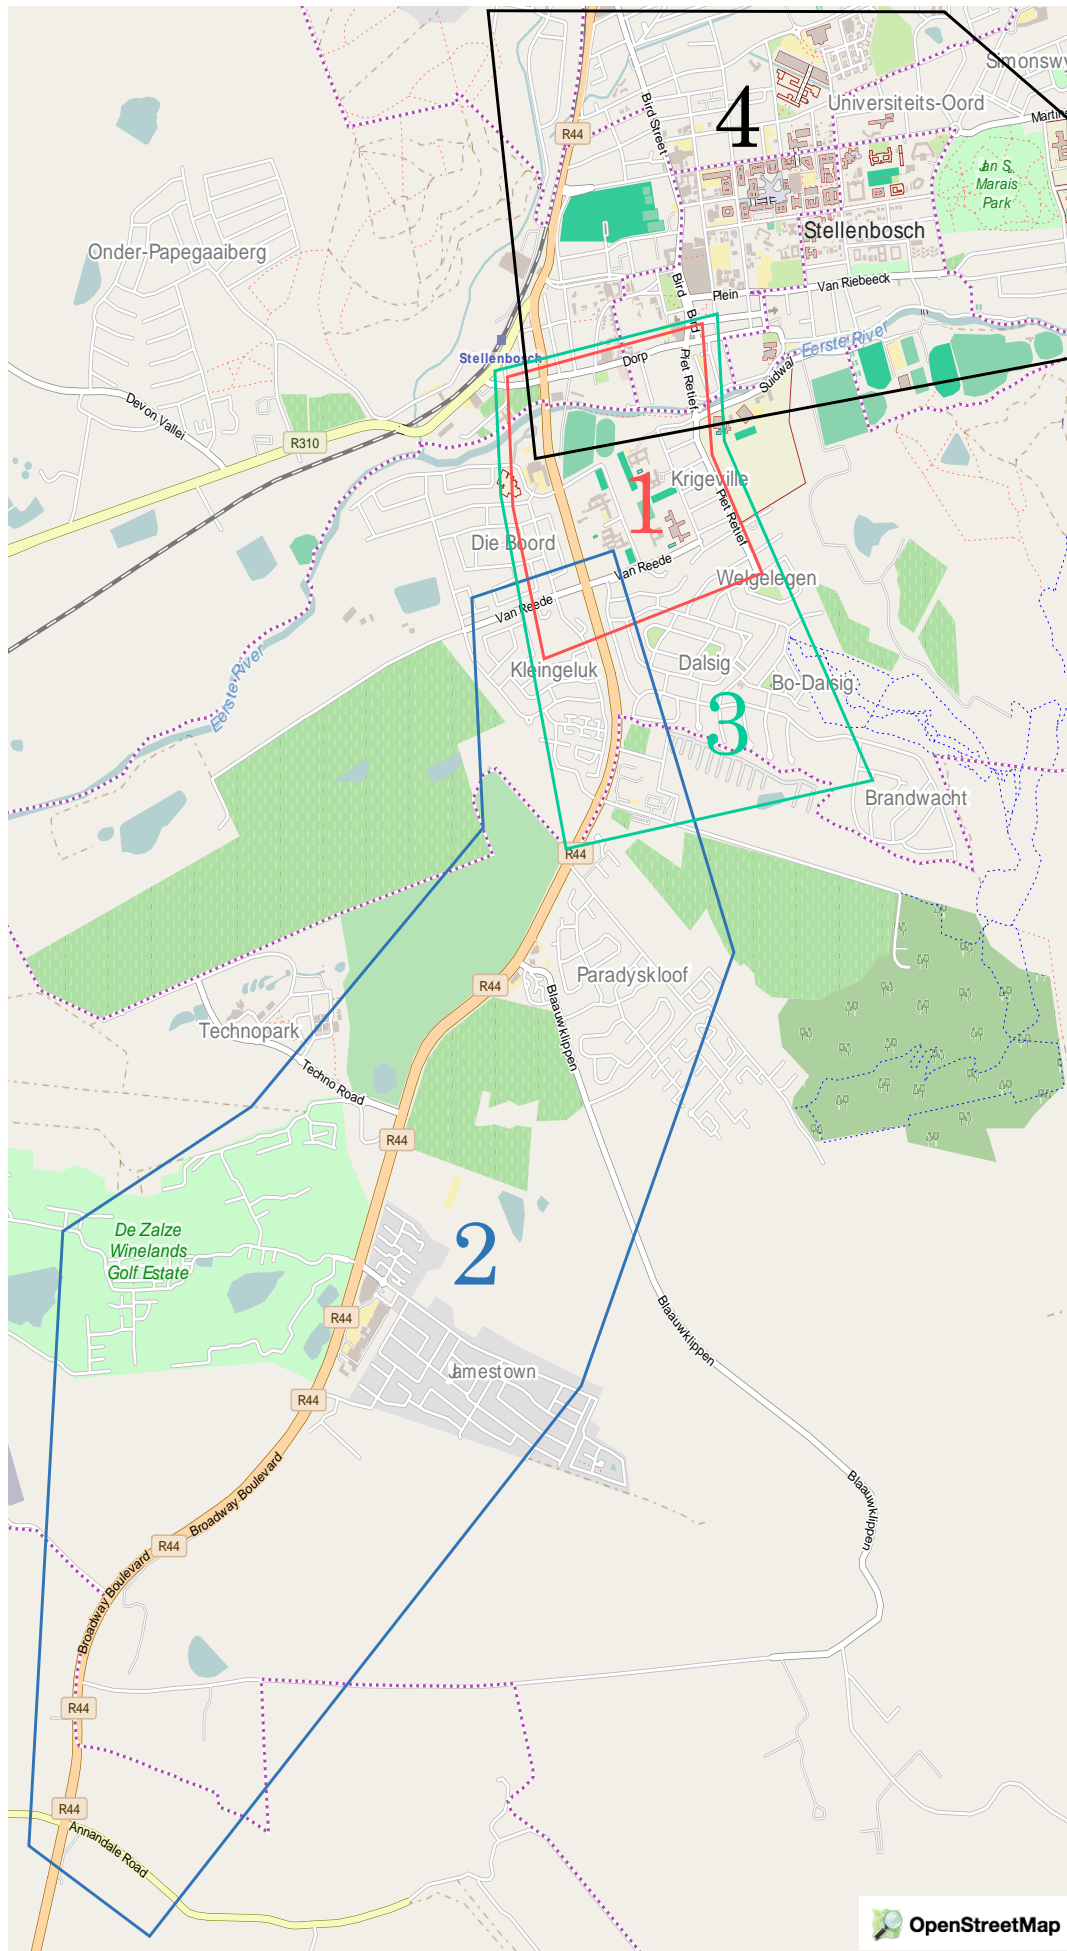 Simonswy
4
Universiteits-Oord
Martin
Bird Street
R44
Jan S.
Marais
Park
Stellenbosch
Onder-Papegaaiberg
Van Riebeeck
Bird
Plein
Bird
Eerste River
Stellenbosch
Dorp
Piet Retief
Suidwal
Devon Vallei
R310
Krigeville
1
Piet Retief
Die Boord
Van Reede
Welgelegen
Van Reede
Eerste River
Kleingeluk
Dalsig
Bo-Dalsig
3
Brandwacht
R44
Paradyskloof
R44
Blaauwklippen
Technopark
Techno Road
R44
De Zalze
Winelands
Golf Estate
2
R44
Blaauwklippen
Jamestown
R44
Broadway Boulevard
Blaauwklippen
R44
Broadway Boulevard
R44
R44
Annandale Road
OpenStreetMap